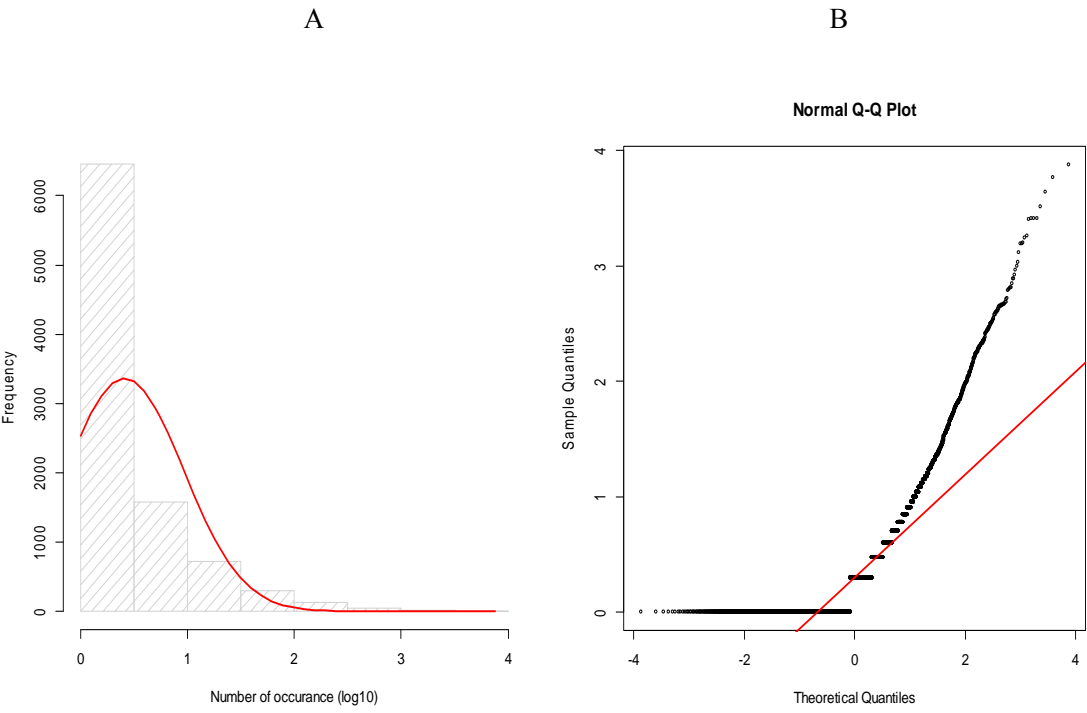 A
B
Frequency
6000
5000
4000
3000
2000
1000
0
0 1 2 3 4
Number of occurance (log10)
Normal Q-Q Plot
Sample Quantiles
4
3
2
1
0
-4 -2 0 2 4
Theoretical Quantiles